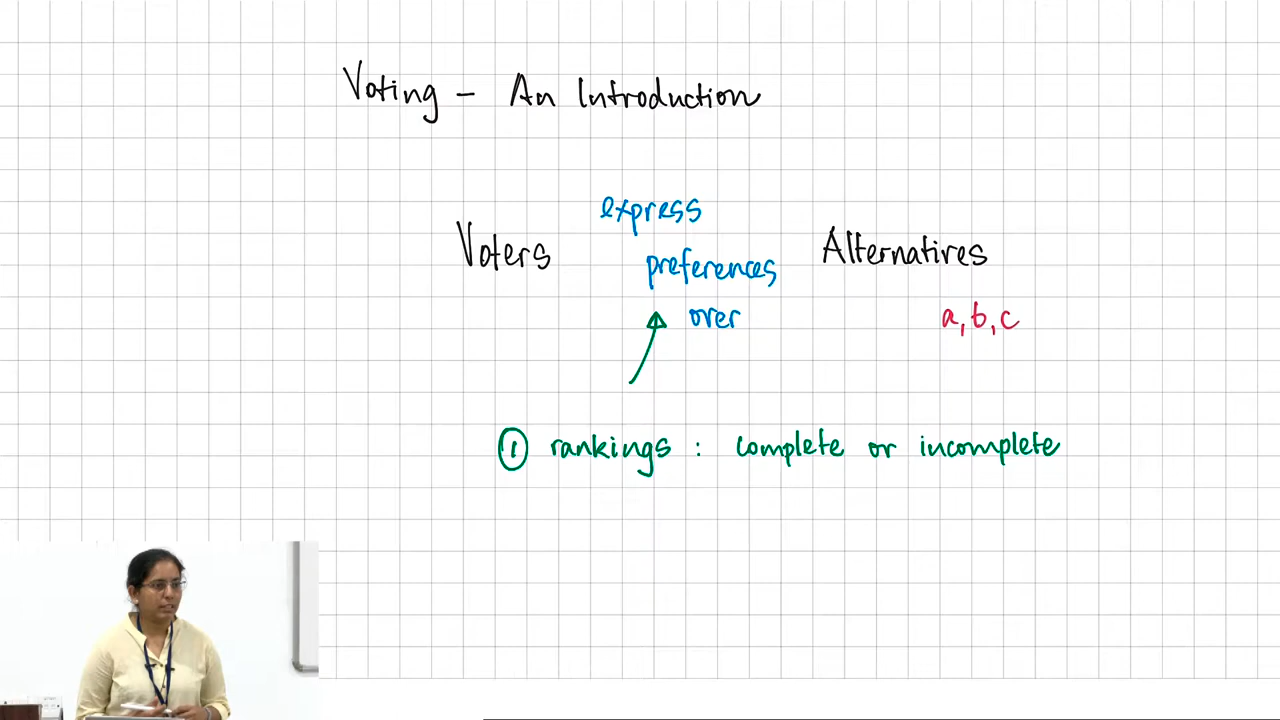 Voting - An Introduction
express
Voters
preferences
Alternatives
over
a, b, c
① rankings : complete or incomplete